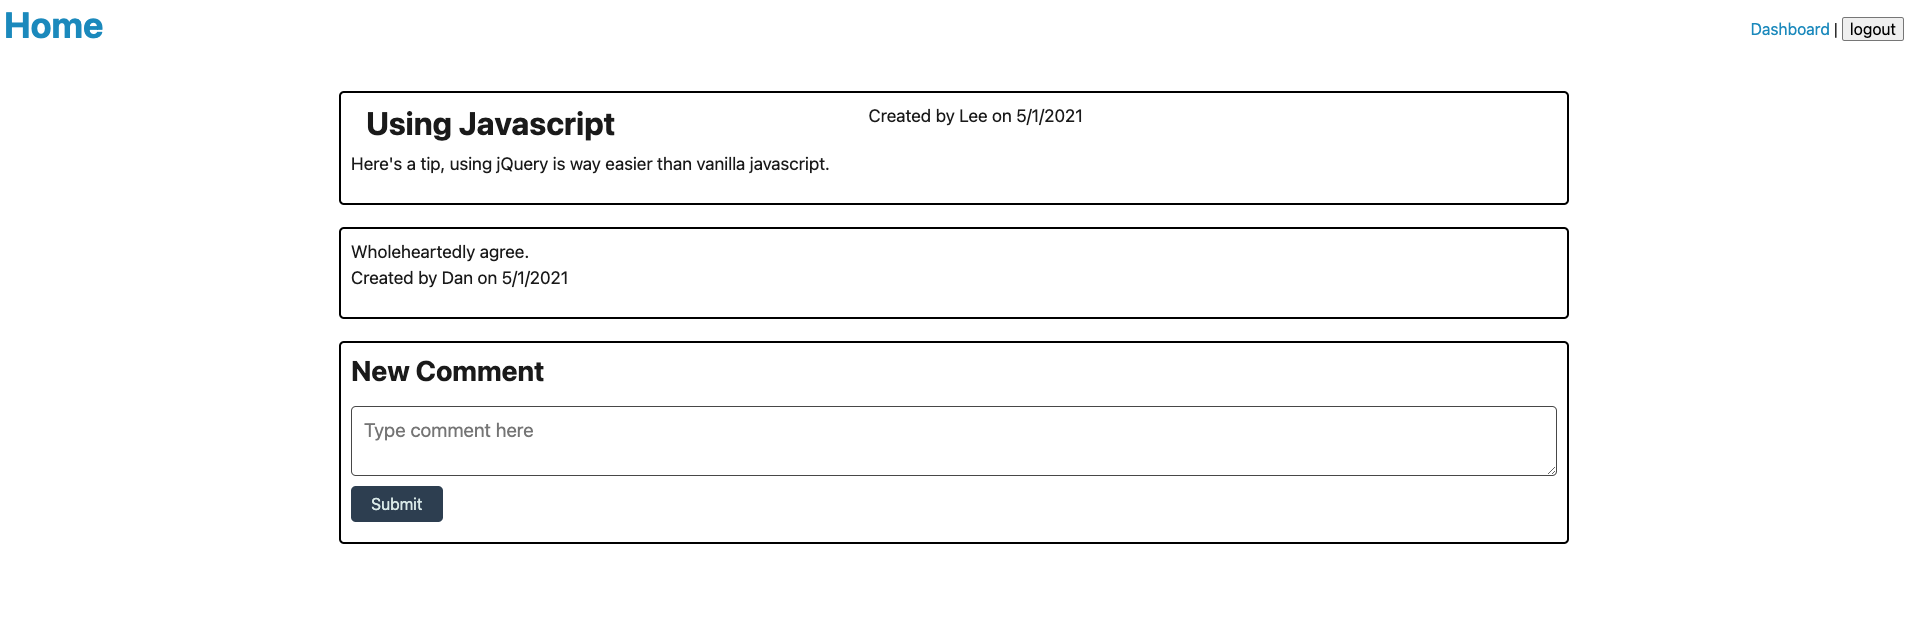 Home
Dashboard | logout
Using Javascript
Created by Lee on 5/1/2021
Here's a tip, using jQuery is way easier than vanilla javascript.
Wholeheartedly agree.
Created by Dan on 5/1/2021
New Comment
Type comment here
Submit